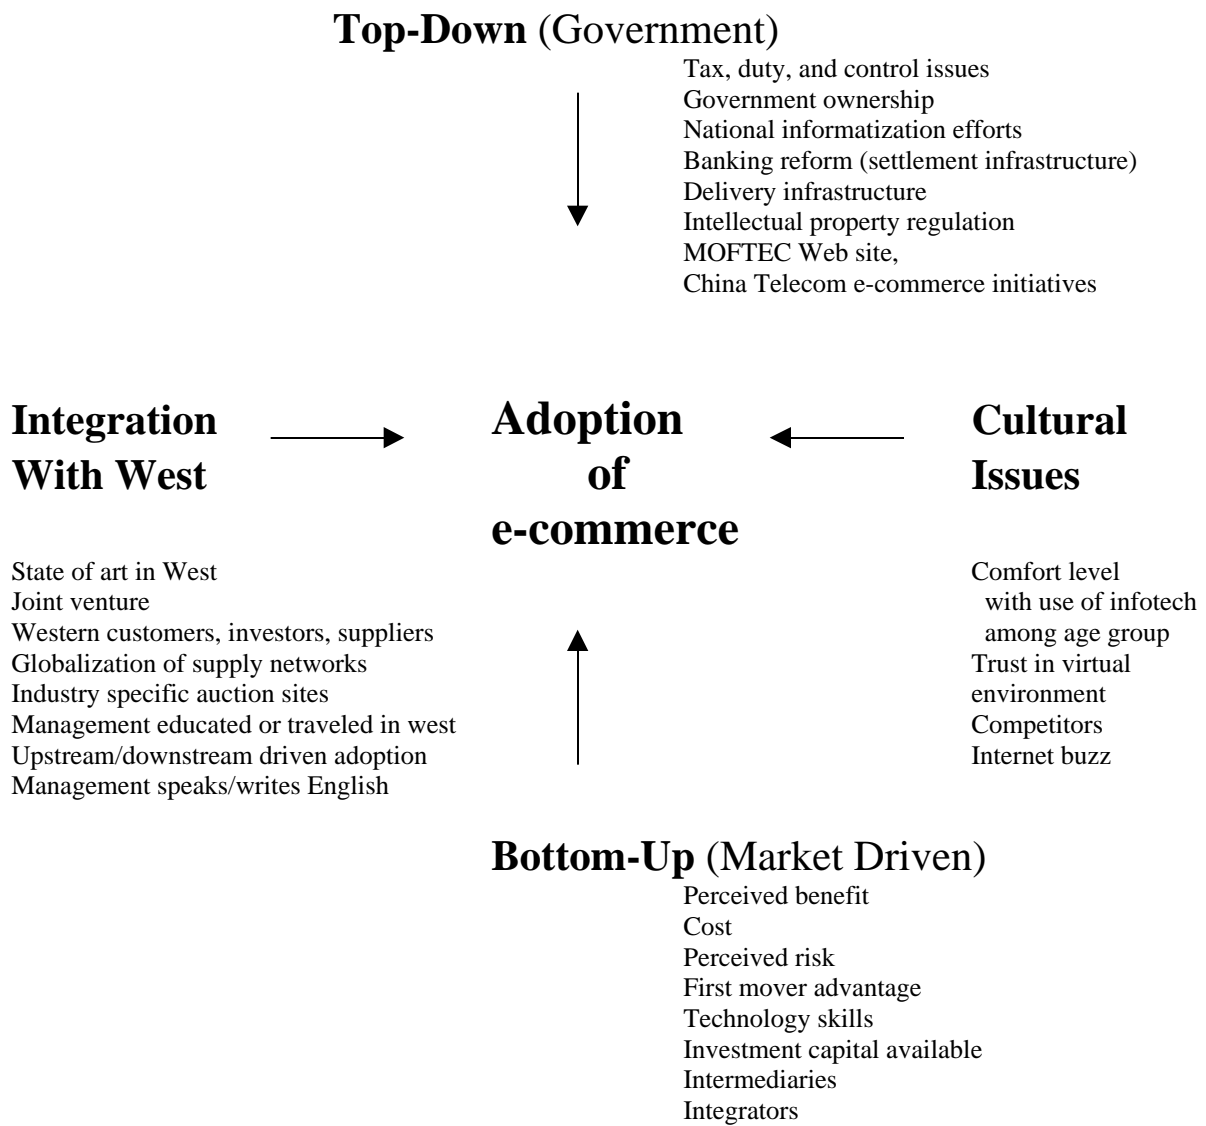 Top-Down (Government)
Tax, duty, and control issues
Government ownership
National informatization efforts
Banking reform (settlement infrastructure)
Delivery infrastructure
Intellectual property regulation
MOFTEC Web site,
China Telecom e-commerce initiatives
Integration
With West
Adoption
of
e-commerce
Cultural
Issues
State of art in West
Joint venture
Western customers, investors, suppliers
Globalization of supply networks
Industry specific auction sites
Management educated or traveled in west
Upstream/downstream driven adoption
Management speaks/writes English
Comfort level
with use of infotech
among age group
Trust in virtual
environment
Competitors
Internet buzz
Bottom-Up (Market Driven)
Perceived benefit
Cost
Perceived risk
First mover advantage
Technology skills
Investment capital available
Intermediaries
Integrators